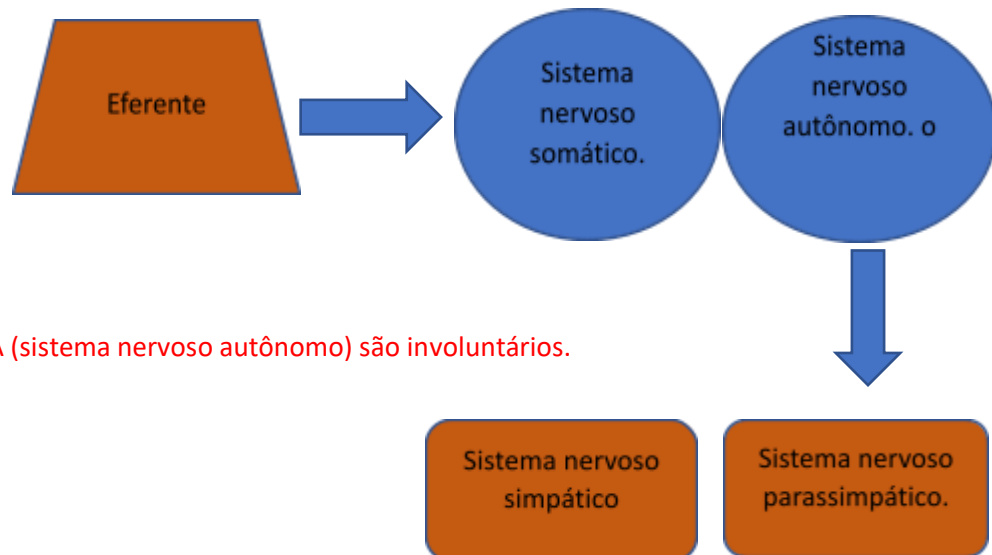 Eferente
Sistema
nervoso
somático.
Sistema
nervoso
autônomo. o
(sistema nervoso autônomo) são involuntários.
Sistema nervoso
simpático
Sistema nervoso
parassimpático.